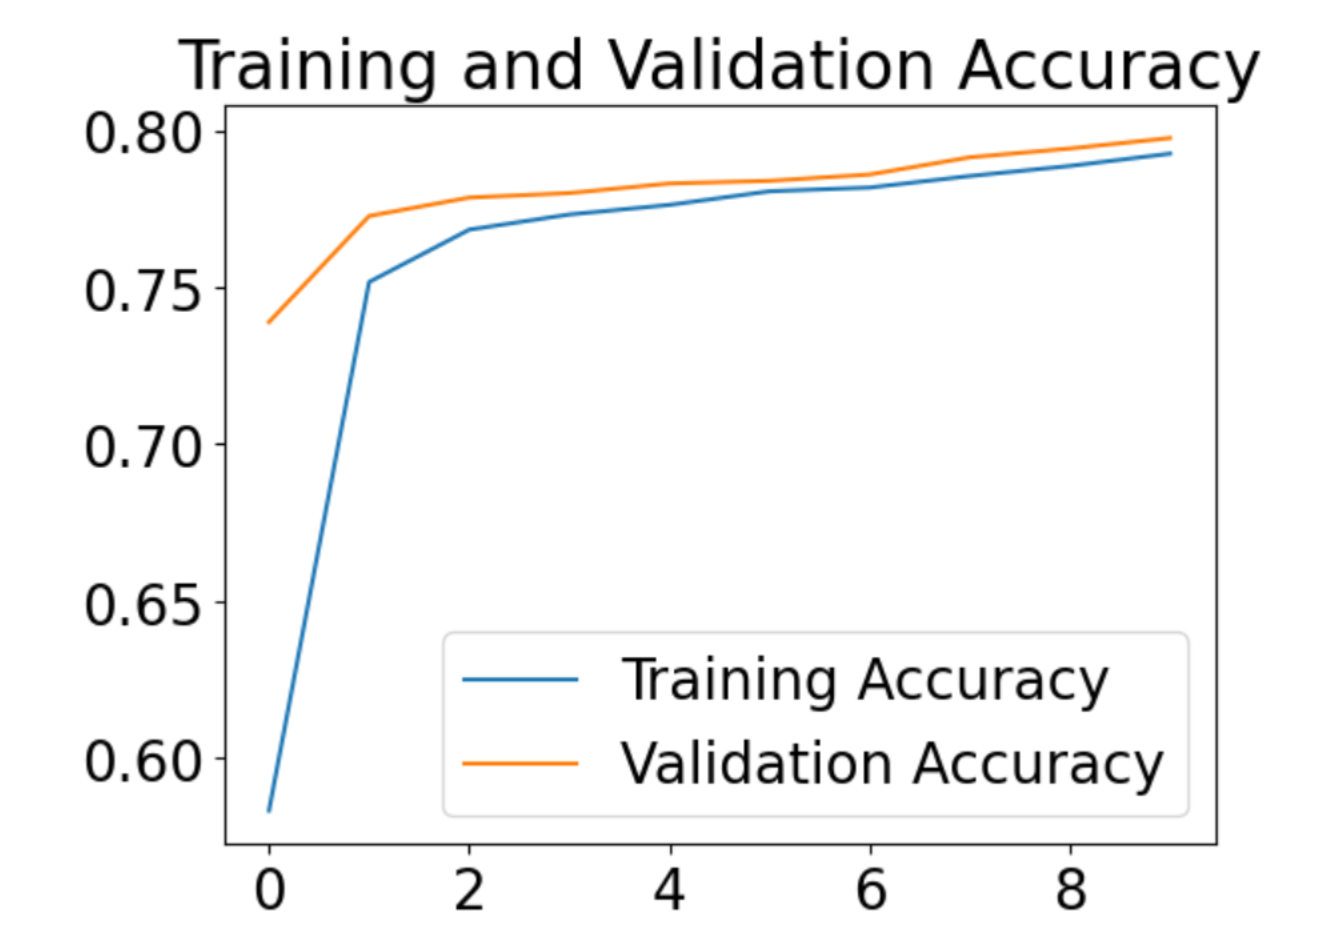 Training and Validation Accuracy
0.80
0.75
0.70
0.65
0.60
Training Accuracy
Validation Accuracy
0 2 4 6 8